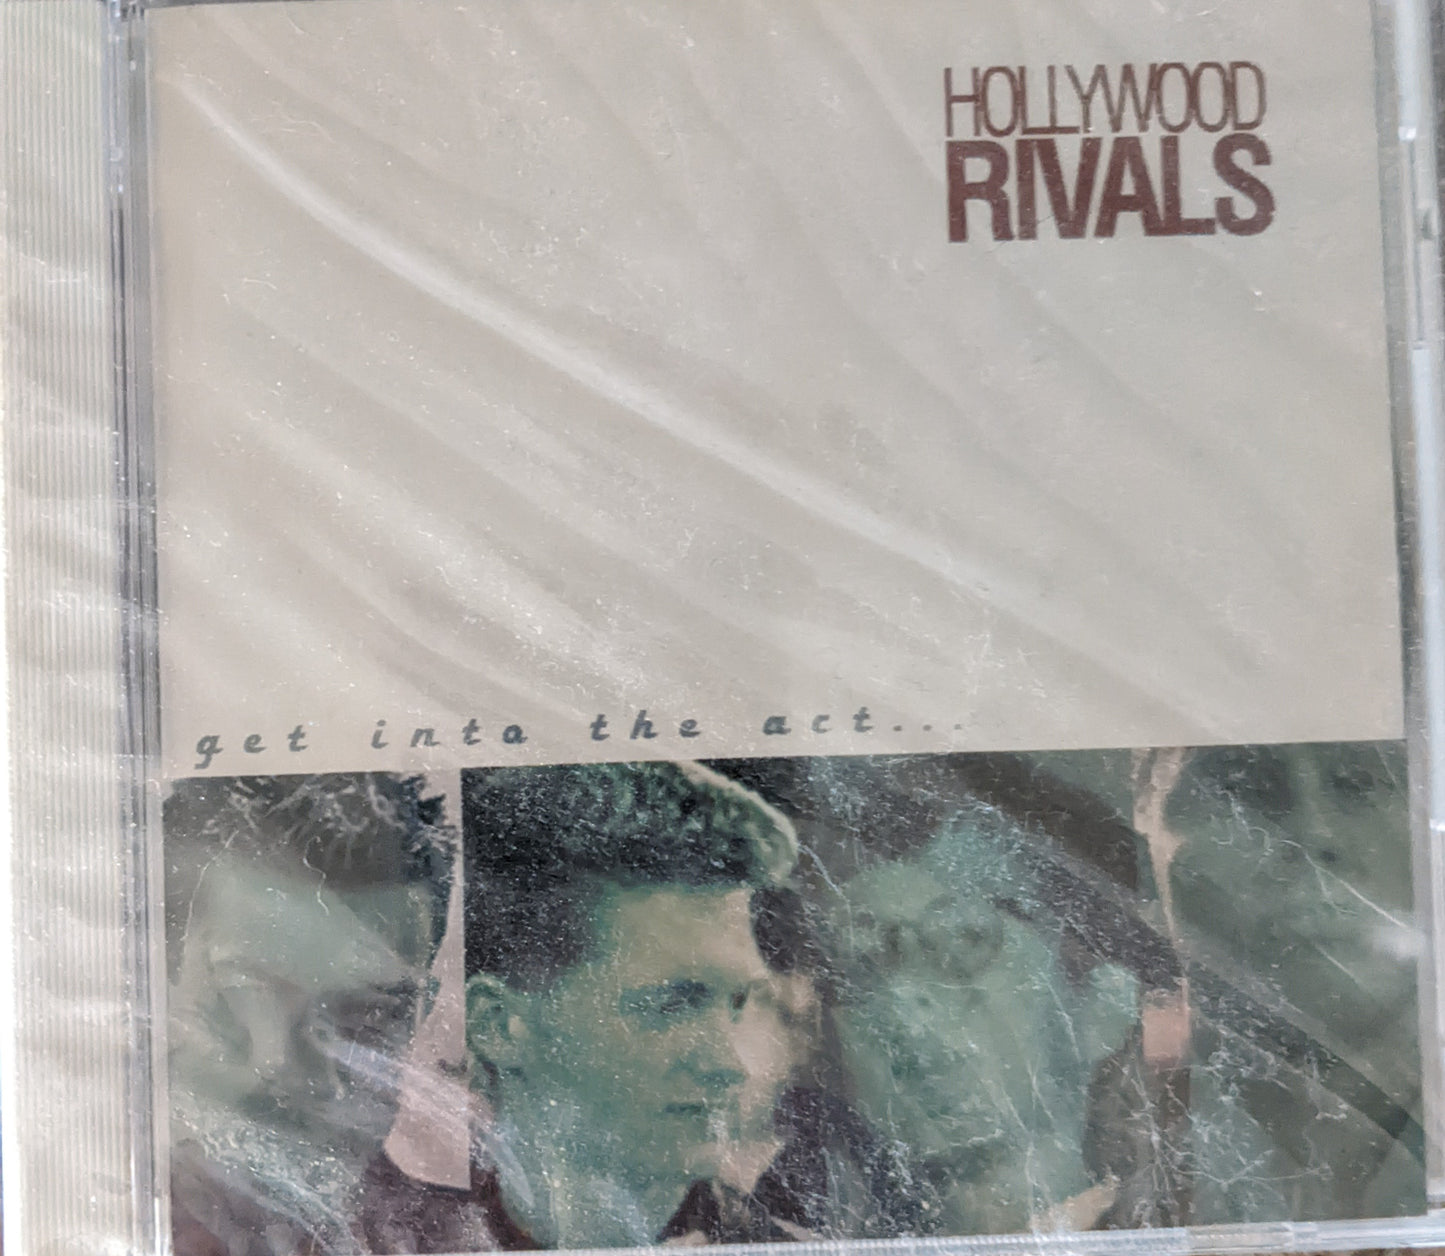 HOLLYWOOD
RIVALS
get into the act...